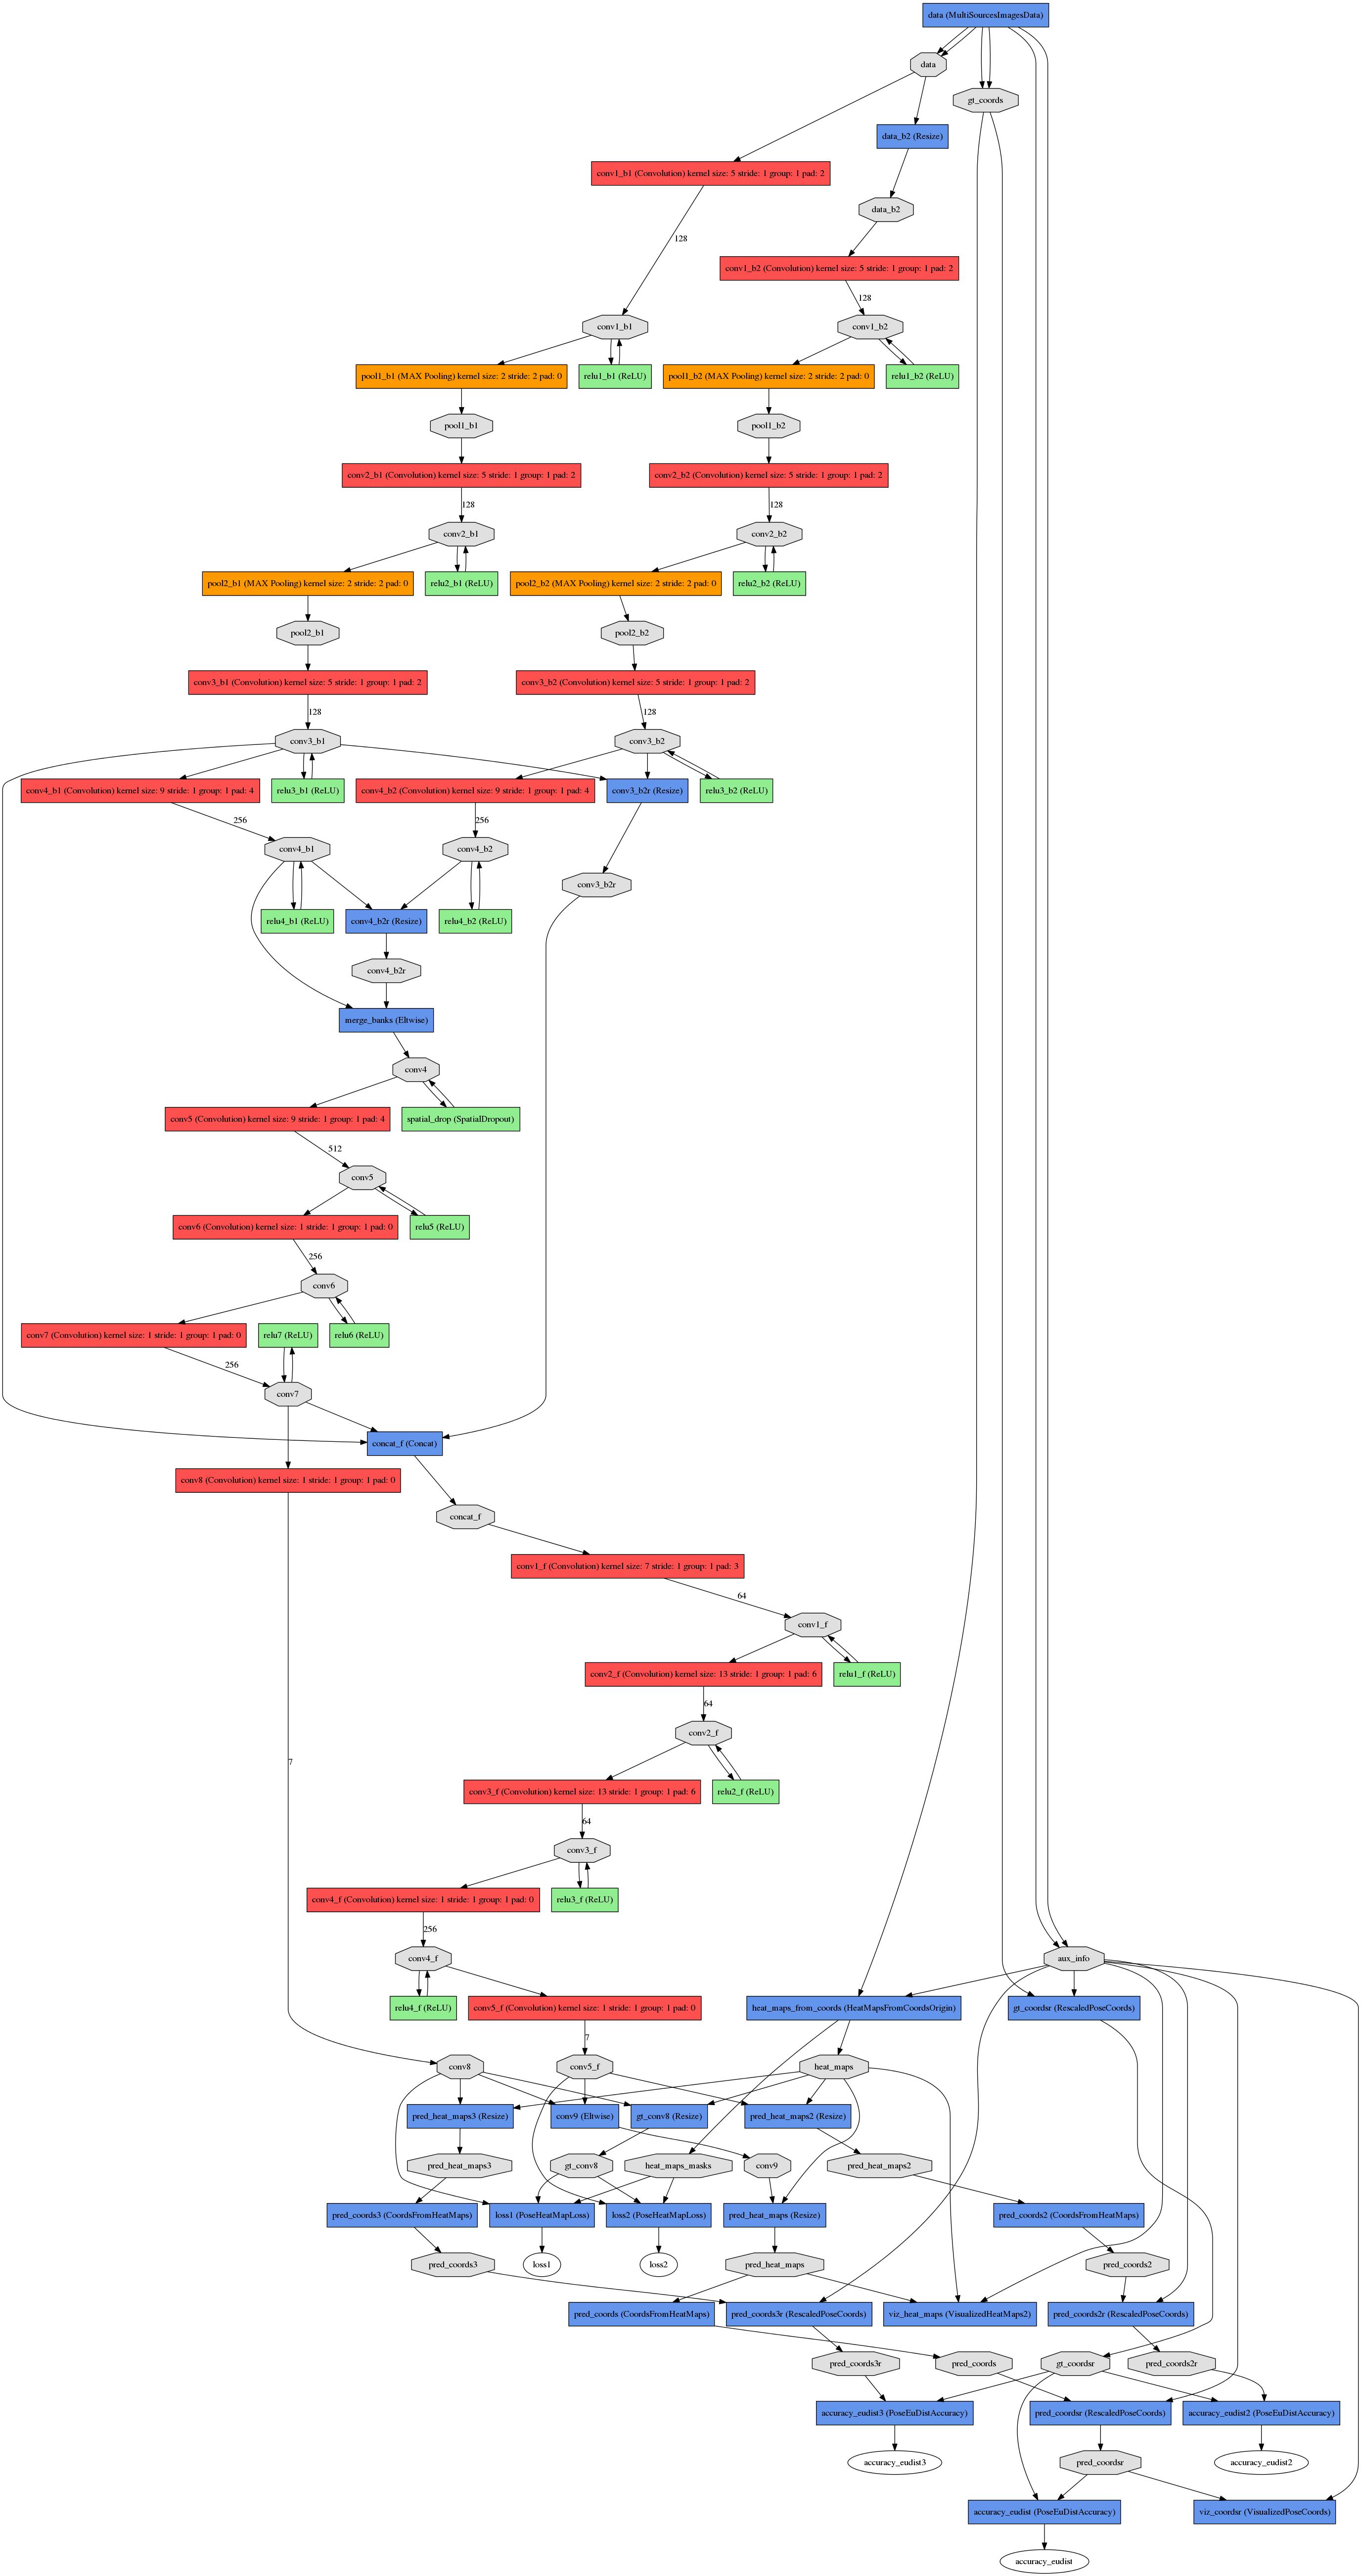 data (MultiSourcesImagesData)
data
gt_coords
data_b2 (Resize)
conv1_b1 (Convolution) kernel size: 5 stride: 1 group: 1 pad: 2
data_b2
128
conv1_b2 (Convolution) kernel size: 5 stride: 1 group: 1 pad: 2
128
conv1_b1
conv1_b2
pool1_b1 (MAX Pooling) kernel size: 2 stride: 2 pad: 0
relu1_b1 (ReLU)
pool1_b2 (MAX Pooling) kernel size: 2 stride: 2 pad: 0
relu1_b2 (ReLU)
pool1_b1
pool1_b2
conv2_b1 (Convolution) kernel size: 5 stride: 1 group: 1 pad: 2
conv2_b2 (Convolution) kernel size: 5 stride: 1 group: 1 pad: 2
128
128
conv2_b1
conv2_b2
pool2_b1 (MAX Pooling) kernel size: 2 stride: 2 pad: 0
relu2_b1 (ReLU)
pool2_b2 (MAX Pooling) kernel size: 2 stride: 2 pad: 0
relu2_b2 (ReLU)
pool2_b1
pool2_b2
conv3_b1 (Convolution) kernel size: 5 stride: 1 group: 1 pad: 2
conv3_b2 (Convolution) kernel size: 5 stride: 1 group: 1 pad: 2
128
128
conv3_b1
conv3_b2
conv4_b1 (Convolution) kernel size: 9 stride: 1 group: 1 pad: 4
relu3_b1 (ReLU)
conv4_b2 (Convolution) kernel size: 9 stride: 1 group: 1 pad: 4
conv3_b2r (Resize)
relu3_b2 (ReLU)
256
256
conv4_b1
conv4_b2
conv3_b2r
relu4_b1 (ReLU)
conv4_b2r (Resize)
relu4_b2 (ReLU)
conv4_b2r
merge_banks (Eltwise)
conv4
conv5 (Convolution) kernel size: 9 stride: 1 group: 1 pad: 4
spatial_drop (SpatialDropout)
512
conv5
conv6 (Convolution) kernel size: 1 stride: 1 group: 1 pad: 0
relu5 (ReLU)
256
conv6
conv7 (Convolution) kernel size: 1 stride: 1 group: 1 pad: 0
relu7 (ReLU)
relu6 (ReLU)
256
conv7
concat_f (Concat)
conv8 (Convolution) kernel size: 1 stride: 1 group: 1 pad: 0
concat_f
conv1_f (Convolution) kernel size: 7 stride: 1 group: 1 pad: 3
64
conv1_f
conv2_f (Convolution) kernel size: 13 stride: 1 group: 1 pad: 6
relu1_f (ReLU)
64
conv2_f
7
conv3_f (Convolution) kernel size: 13 stride: 1 group: 1 pad: 6
relu2_f (ReLU)
64
conv3_f
conv4_f (Convolution) kernel size: 1 stride: 1 group: 1 pad: 0
relu3_f (ReLU)
256
conv4_f
aux_info
relu4_f (ReLU)
conv5_f (Convolution) kernel size: 1 stride: 1 group: 1 pad: 0
heat_maps_from_coords (HeatMapsFromCoordsOrigin)
gt_coordsr (RescaledPoseCoords)
7
conv8
conv5_f
heat_maps
pred_heat_maps3 (Resize)
conv9 (Eltwise)
gt_conv8 (Resize)
pred_heat_maps2 (Resize)
pred_heat_maps3
gt_conv8
heat_maps_masks
conv9
pred_heat_maps2
pred_coords3 (CoordsFromHeatMaps)
loss1 (PoseHeatMapLoss)
loss2 (PoseHeatMapLoss)
pred_heat_maps (Resize)
pred_coords2 (CoordsFromHeatMaps)
pred_coords3
loss1
loss2
pred_heat_maps
pred_coords2
pred_coords (CoordsFromHeatMaps)
pred_coords3r (RescaledPoseCoords)
viz_heat_maps (VisualizedHeatMaps2)
pred_coords2r (RescaledPoseCoords)
pred_coords3r
pred_coords
gt_coordsr
pred_coords2r
accuracy_eudist3 (PoseEuDistAccuracy)
pred_coordsr (RescaledPoseCoords)
accuracy_eudist2 (PoseEuDistAccuracy)
accuracy_eudist3
pred_coordsr
accuracy_eudist2
accuracy_eudist (PoseEuDistAccuracy)
viz_coordsr (VisualizedPoseCoords)
accuracy_eudist